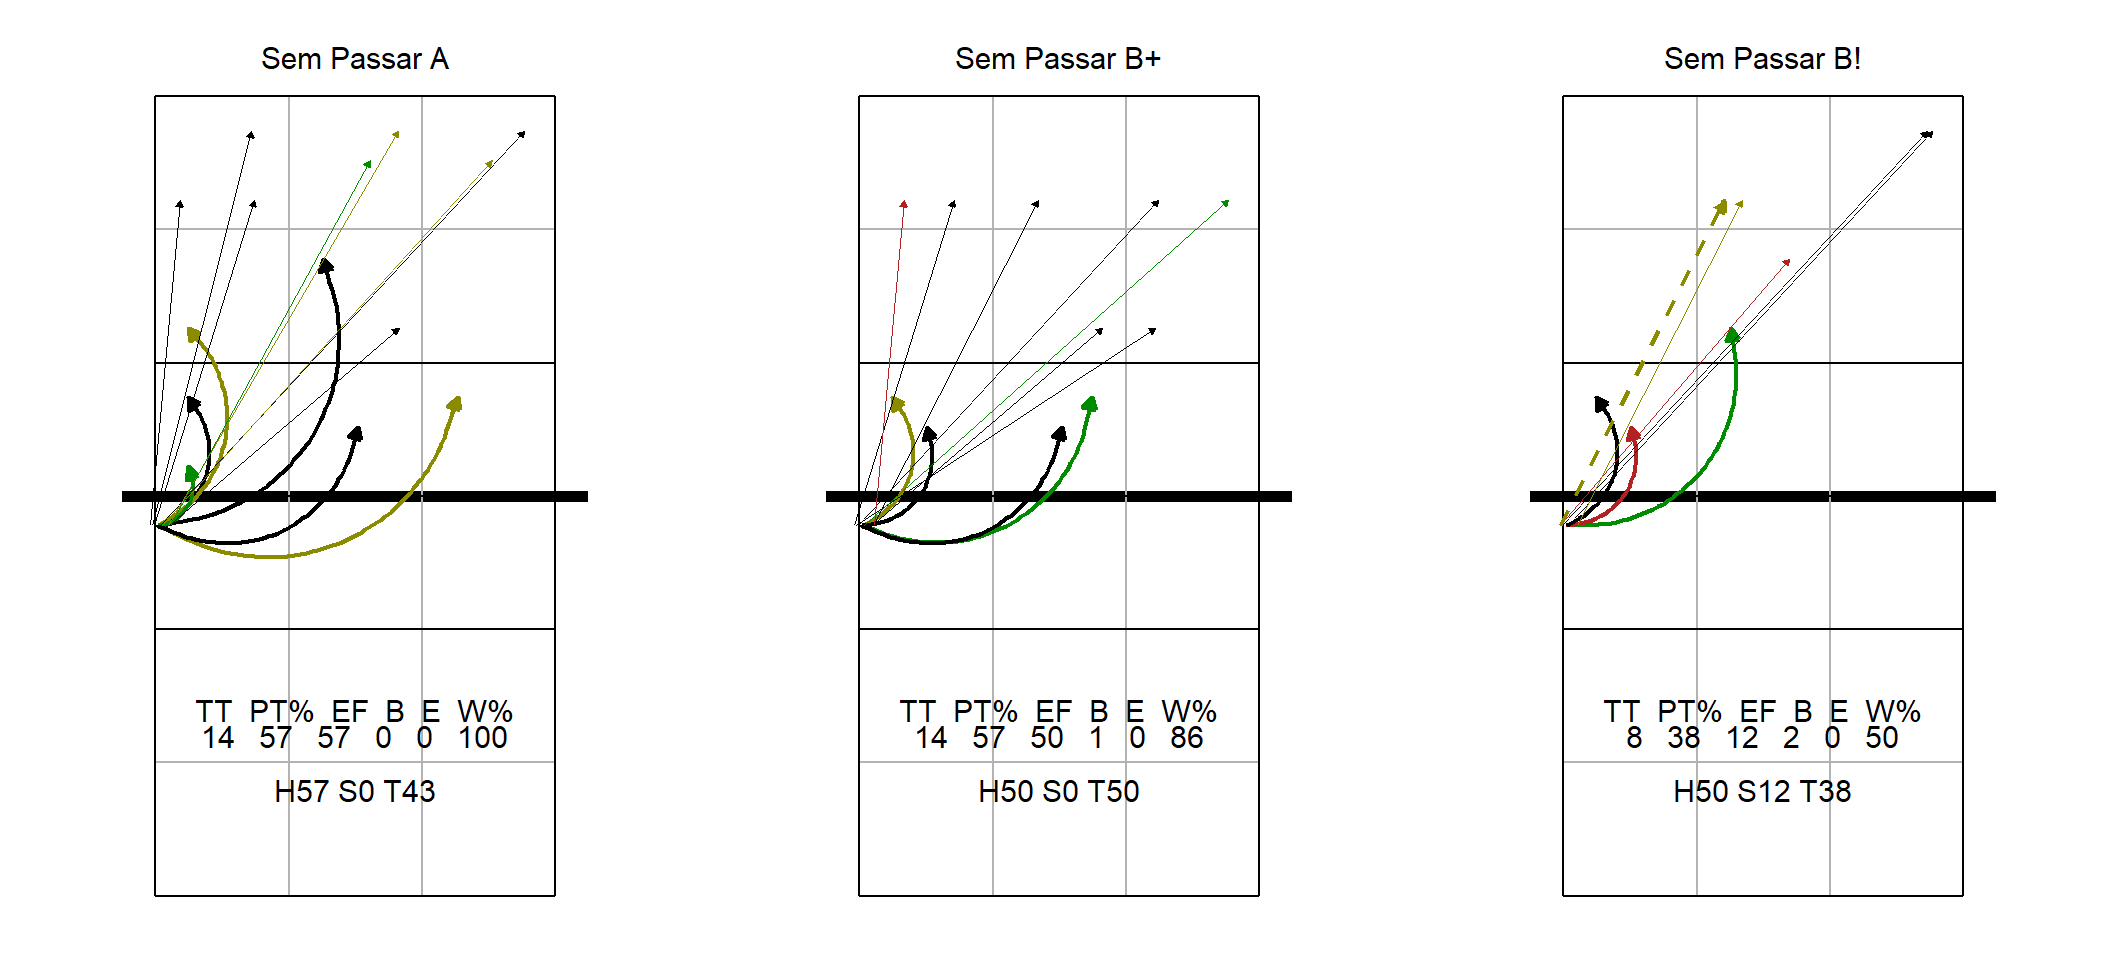 Sem Passar A
TT PT% EF B E W%
14 57 57 0 0 100
H57 S0 T43
Sem Passar B+
TT PT% EF B E W%
14 57 50 1 0 86
H50 S0 T50
Sem Passar B!
TT PT% EF B E W%
8 38 12 2 0 50
H50 S12 T38